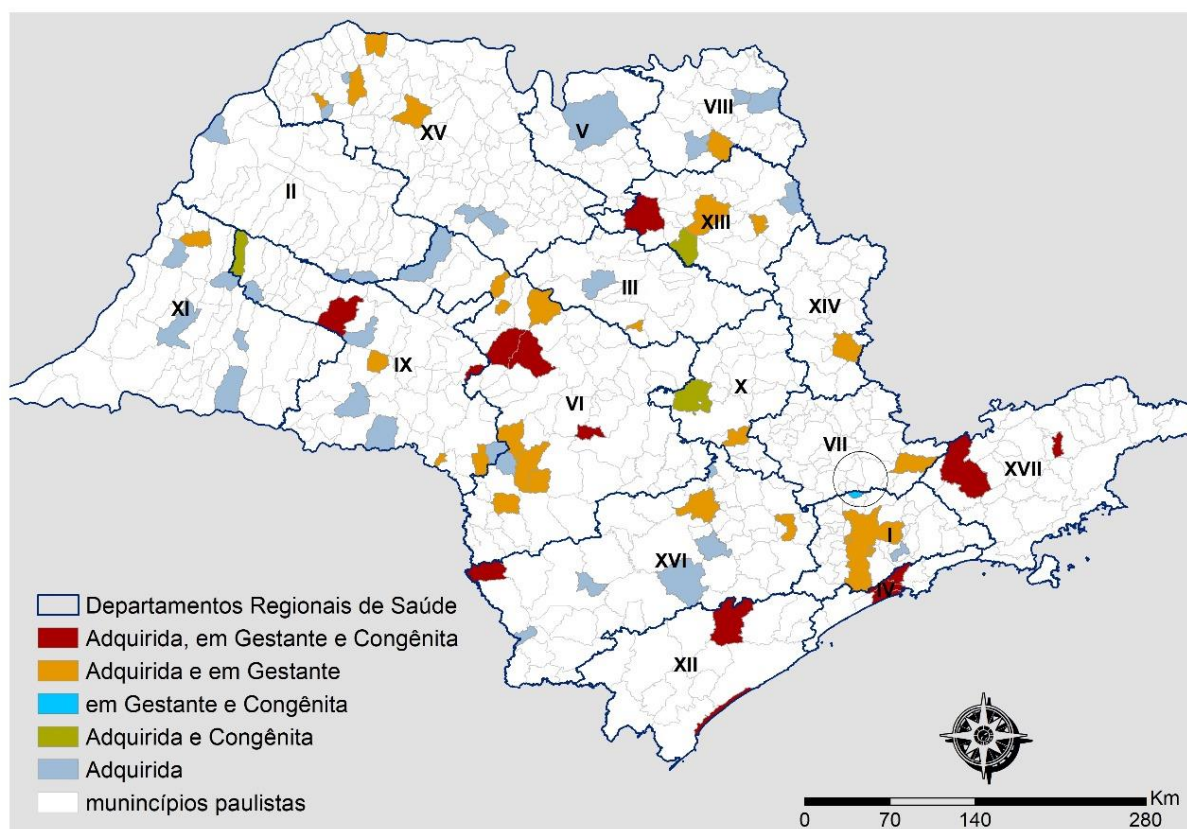 XV
V
VIII
II
XIII
III
XIV
XI
IX
VI
X
VII
XVII
I
XVI
IV
XII
Departamentos Regionais de Saúde
Adquirida, em Gestante e Congênita
Adquirida e em Gestante
em Gestante e Congênita
Adquirida e Congênita
Adquirida
munincípios paulistas
Km
0 70 140 280